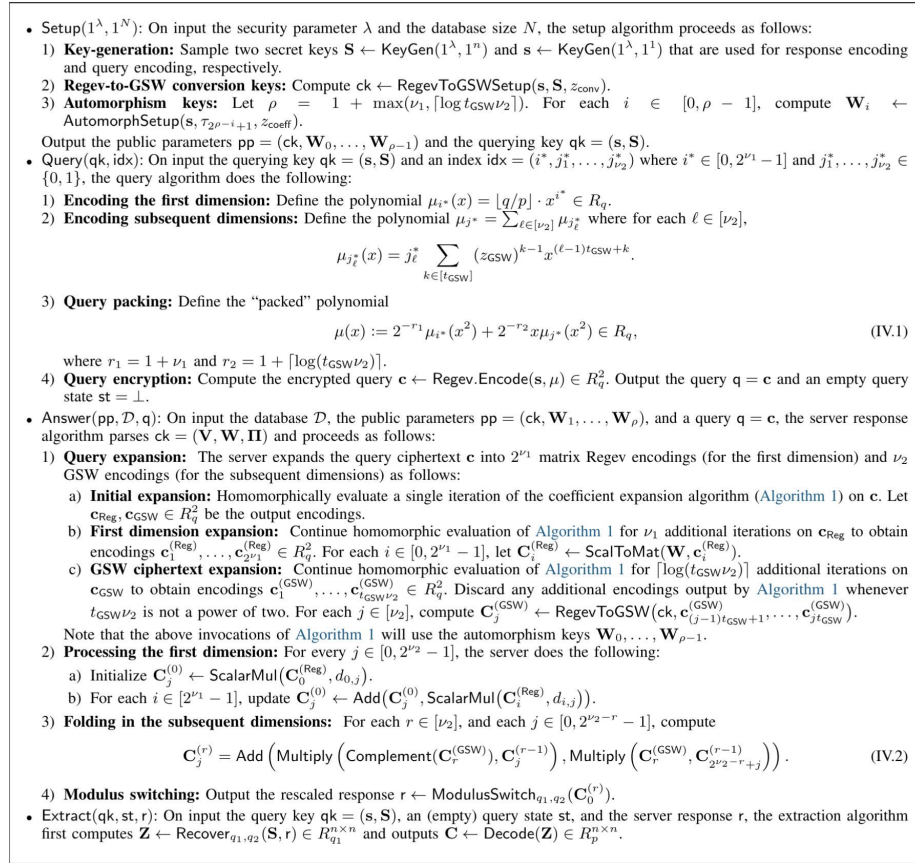 • Setup(1^λ, 1^N): On input the security parameter λ and the database size N, the setup algorithm proceeds as follows:
1) Key-generation: Sample two secret keys S ← KeyGen(1^λ, 1^n) and s ← KeyGen(1^λ, 1^1) that are used for response encoding
and query encoding, respectively.
2) Regev-to-GSW conversion keys: Compute ck ← RegevToGSWSetup(s, S, z_conv).
3) Automorphism keys: Let ρ = 1 + max(ν_1, ⌈log t_GSW ν_2⌉). For each i ∈ [0, ρ − 1], compute W_i ←
AutomorphSetup(s, τ_{2^{ρ−i}+1}, z_coeff).
Output the public parameters pp = (ck, W_0, . . . , W_{ρ−1}) and the querying key qk = (s, S).
• Query(qk, idx): On input the querying key qk = (s, S) and an index idx = (i*, j*_1, . . . , j*_{ν_2}) where i* ∈ [0, 2^{ν_1} − 1] and j*_1, . . . , j*_{ν_2} ∈
{0, 1}, the query algorithm does the following:
1) Encoding the first dimension: Define the polynomial μ_{i*}(x) = ⌊q/p⌋ · x^{i*} ∈ R_q.
2) Encoding subsequent dimensions: Define the polynomial μ_{j*} = ∑_{ℓ∈[ν_2]} μ_{j*_ℓ} where for each ℓ ∈ [ν_2],
μ_{j*_ℓ}(x) = j*_ℓ ∑_{k∈[t_GSW]} (z_GSW)^{k−1} x^{(ℓ−1)t_GSW+k}.
3) Query packing: Define the “packed” polynomial
μ(x) := 2^{−r_1} μ_{i*}(x^2) + 2^{−r_2} x μ_{j*}(x^2) ∈ R_q, (IV.1)
where r_1 = 1 + ν_1 and r_2 = 1 + ⌈log(t_GSW ν_2)⌉.
4) Query encryption: Compute the encrypted query c ← Regev.Encode(s, μ) ∈ R_q^2. Output the query q = c and an empty query
state st = ⊥.
• Answer(pp, D, q): On input the database D, the public parameters pp = (ck, W_1, . . . , W_ρ), and a query q = c, the server response
algorithm parses ck = (V, W, Π) and proceeds as follows:
1) Query expansion: The server expands the query ciphertext c into 2^{ν_1} matrix Regev encodings (for the first dimension) and ν_2
GSW encodings (for the subsequent dimensions) as follows:
a) Initial expansion: Homomorphically evaluate a single iteration of the coefficient expansion algorithm (Algorithm 1) on c. Let
c_Reg, c_GSW ∈ R_q^2 be the output encodings.
b) First dimension expansion: Continue homomorphic evaluation of Algorithm 1 for ν_1 additional iterations on c_Reg to obtain
encodings c_1^{(Reg)}, . . . , c_{2^{ν_1}}^{(Reg)} ∈ R_q^2. For each i ∈ [0, 2^{ν_1} − 1], let C_i^{(Reg)} ← ScalToMat(W, c_i^{(Reg)}).
c) GSW ciphertext expansion: Continue homomorphic evaluation of Algorithm 1 for ⌈log(t_GSW ν_2)⌉ additional iterations on
c_GSW to obtain encodings c_1^{(GSW)}, . . . , c_{t_GSW ν_2}^{(GSW)} ∈ R_q^2. Discard any additional encodings output by Algorithm 1 whenever
t_GSW ν_2 is not a power of two. For each j ∈ [ν_2], compute C_j^{(GSW)} ← RegevToGSW(ck, c_{(j−1)t_GSW+1}^{(GSW)}, . . . , c_{jt_GSW}^{(GSW)}).
Note that the above invocations of Algorithm 1 will use the automorphism keys W_0, . . . , W_{ρ−1}.
2) Processing the first dimension: For every j ∈ [0, 2^{ν_2} − 1], the server does the following:
a) Initialize C_j^{(0)} ← ScalarMul(C_0^{(Reg)}, d_{0,j}).
b) For each i ∈ [2^{ν_1} − 1], update C_j^{(0)} ← Add(C_j^{(0)}, ScalarMul(C_i^{(Reg)}, d_{i,j})).
3) Folding in the subsequent dimensions: For each r ∈ [ν_2], and each j ∈ [0, 2^{ν_2−r} − 1], compute
C_j^{(r)} = Add(Multiply(Complement(C_r^{(GSW)}), C_j^{(r−1)}), Multiply(C_r^{(GSW)}, C_{2^{ν_2−r}+j}^{(r−1)})). (IV.2)
4) Modulus switching: Output the rescaled response r ← ModulusSwitch_{q_1,q_2}(C_0^{(r)}).
• Extract(qk, st, r): On input the query key qk = (s, S), an (empty) query state st, and the server response r, the extraction algorithm
first computes Z ← Recover_{q_1,q_2}(S, r) ∈ R_{q_1}^{n×n} and outputs C ← Decode(Z) ∈ R_p^{n×n}.